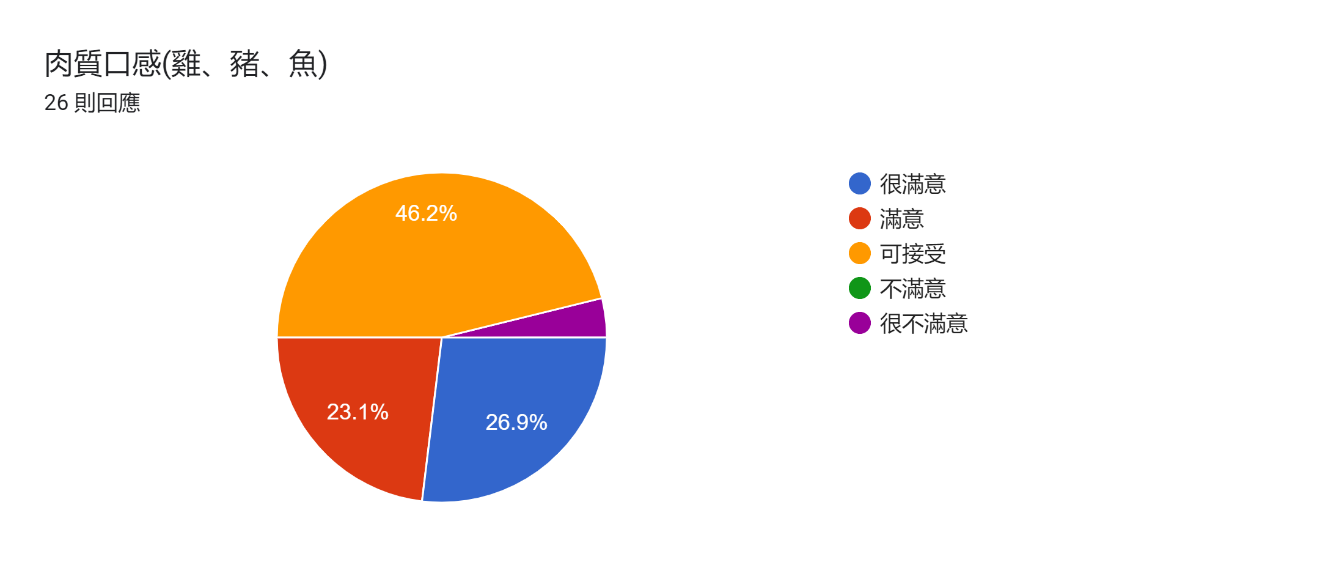 肉質口感(雞、豬、魚)
26 則回應
46.2%
23.1%
26.9%
很滿意
滿意
可接受
不滿意
很不滿意